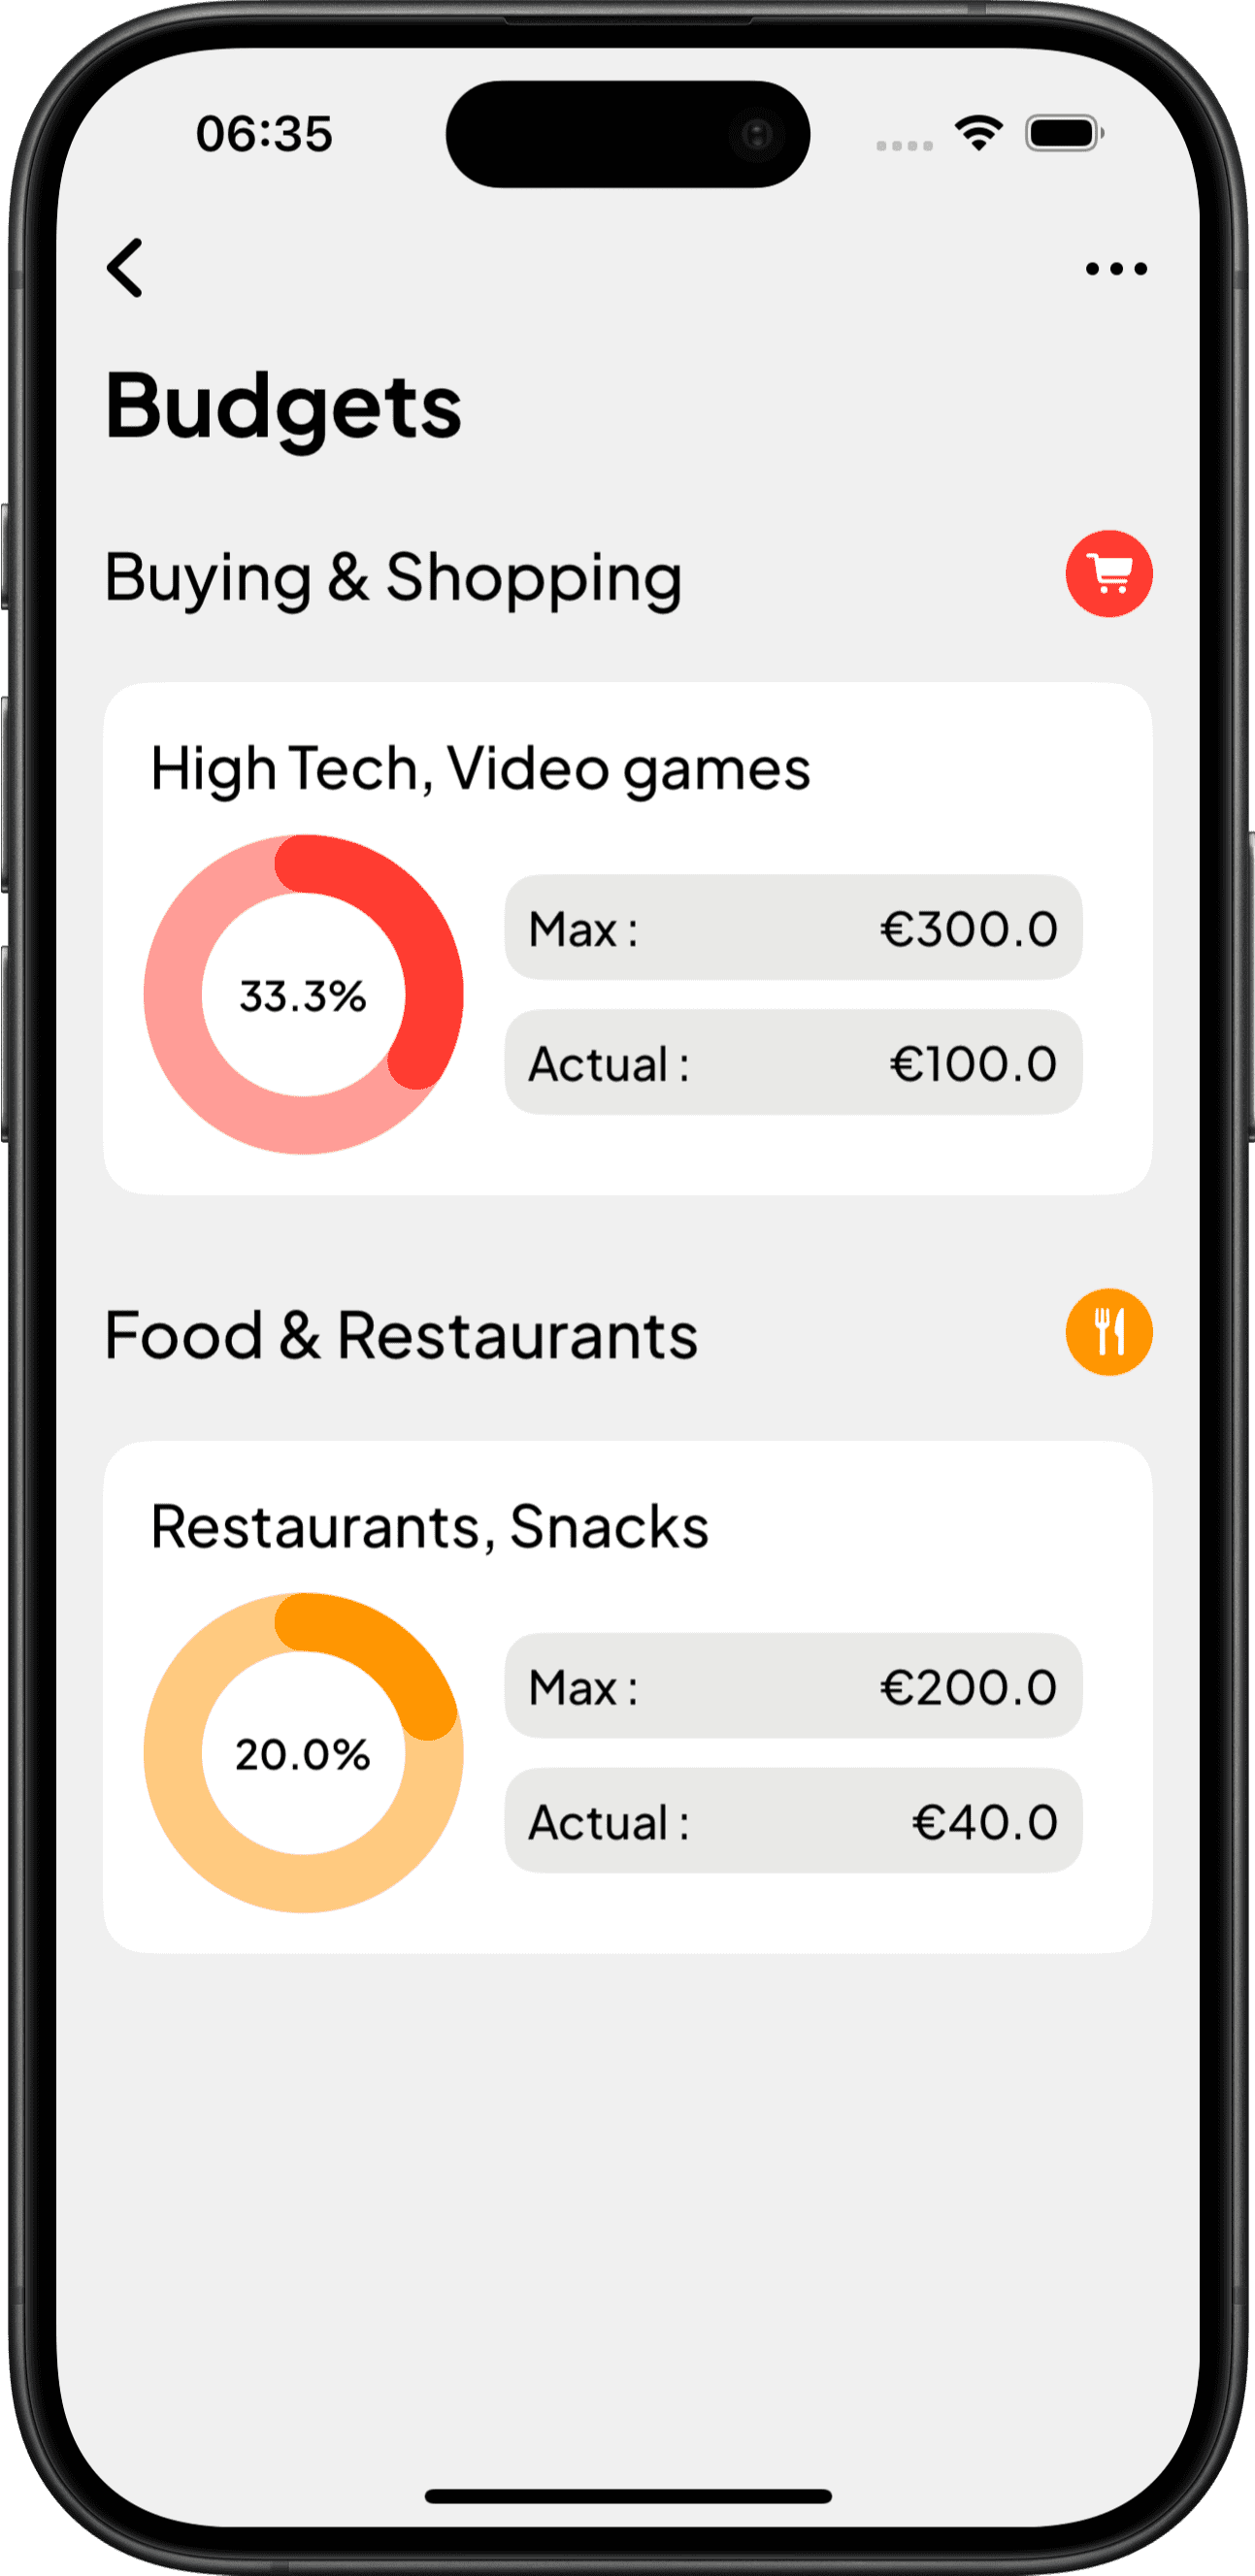 06:35
Budgets
Buying & Shopping
High Tech, Video games
33.3%
Max : €300.0
Actual : €100.0
Food & Restaurants
Restaurants, Snacks
20.0%
Max : €200.0
Actual : €40.0